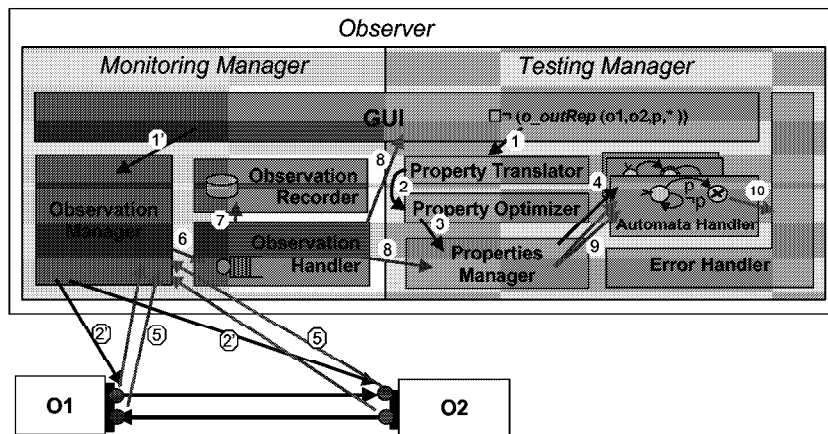 Observer
Monitoring Manager
Testing Manager
GUI
□¬ (o_outRep (o1,o2,p,* ))
1'
8
1
Observation
Recorder
Property Translator
2
4
p
¬p
10
Observation
Manager
7
Property Optimizer
Automata Handler
6
3
9
Observation
Handler
8
Properties
Manager
Error Handler
2'
5
2'
5
O1
O2